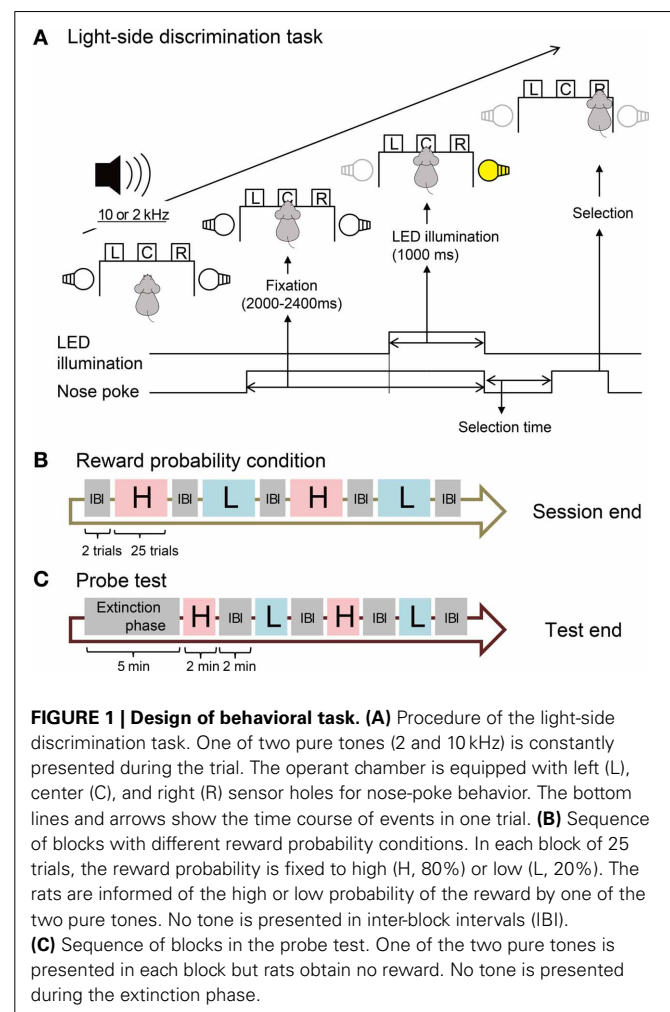 A Light-side discrimination task
L C R
L C R
L C R
L C R
10 or 2 kHz
Selection
LED illumination
(1000 ms)
Fixation
(2000-2400ms)
LED
illumination
Nose poke
Selection time
B Reward probability condition
IBI H IBI L IBI H IBI L IBI
Session end
2 trials 25 trials
C Probe test
Extinction
phase
H IBI L IBI H IBI L IBI
Test end
5 min 2 min 2 min
FIGURE 1 | Design of behavioral task. (A) Procedure of the light-side
discrimination task. One of two pure tones (2 and 10 kHz) is constantly
presented during the trial. The operant chamber is equipped with left (L),
center (C), and right (R) sensor holes for nose-poke behavior. The bottom
lines and arrows show the time course of events in one trial. (B) Sequence
of blocks with different reward probability conditions. In each block of 25
trials, the reward probability is fixed to high (H, 80%) or low (L, 20%). The
rats are informed of the high or low probability of the reward by one of the
two pure tones. No tone is presented in inter-block intervals (IBI).
(C) Sequence of blocks in the probe test. One of the two pure tones is
presented in each block but rats obtain no reward. No tone is presented
during the extinction phase.